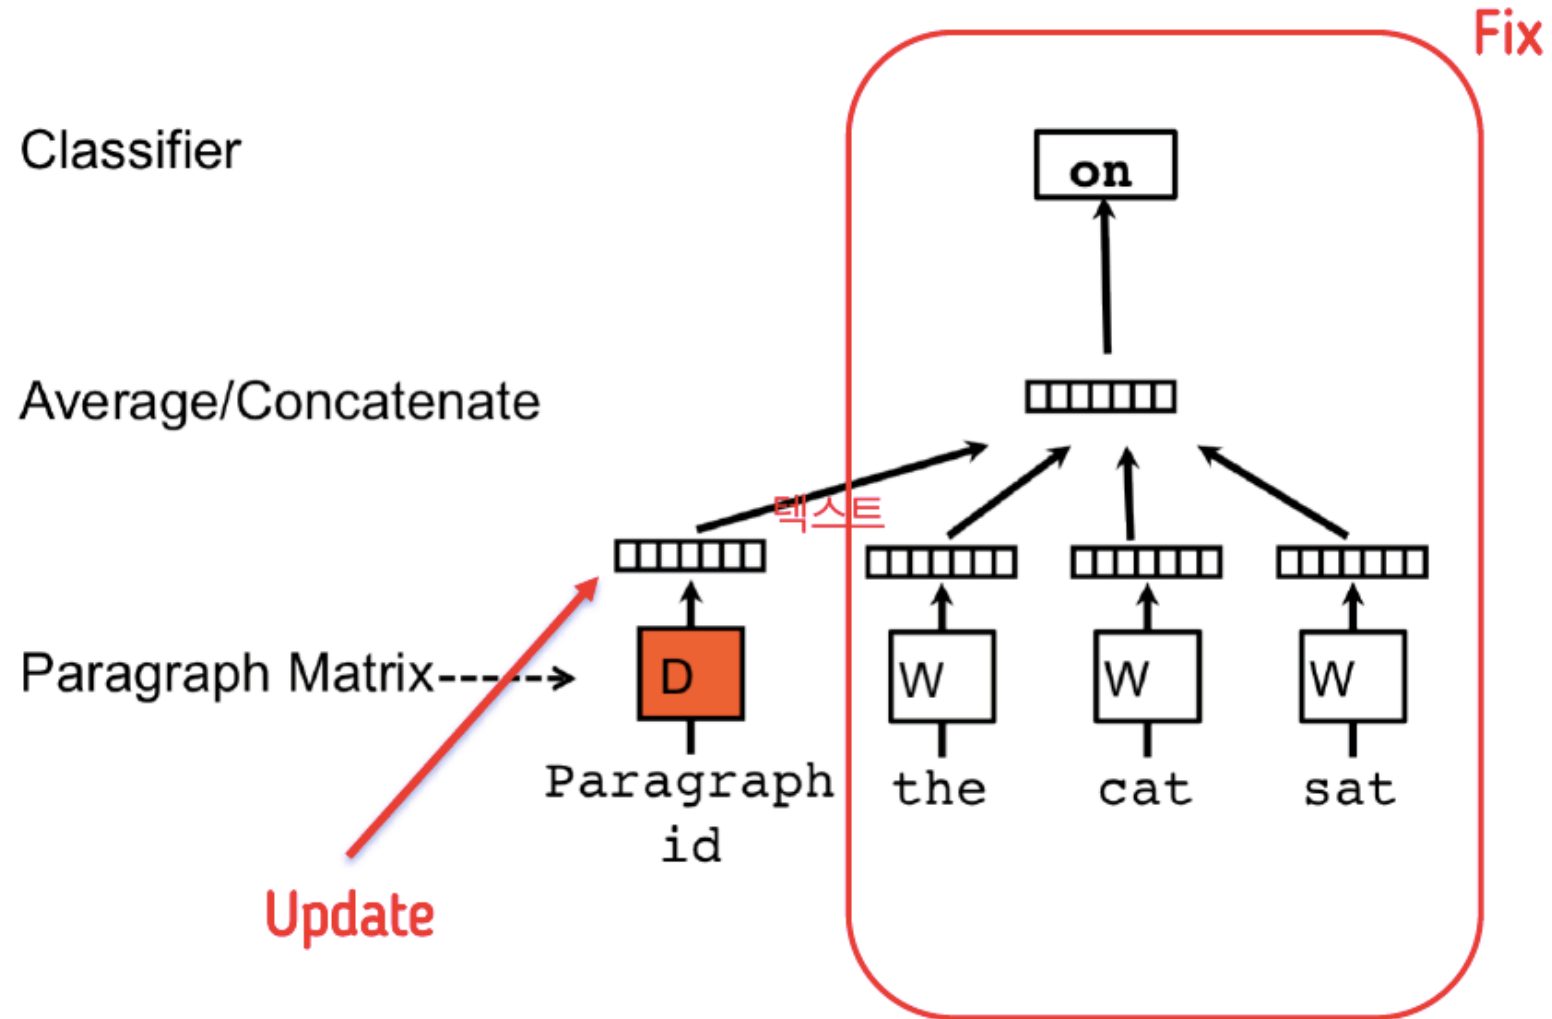 Fix
Classifier
on
Average/Concatenate
텍스트
Paragraph Matrix
D
W
W
W
Paragraph
id
the
cat
sat
Update